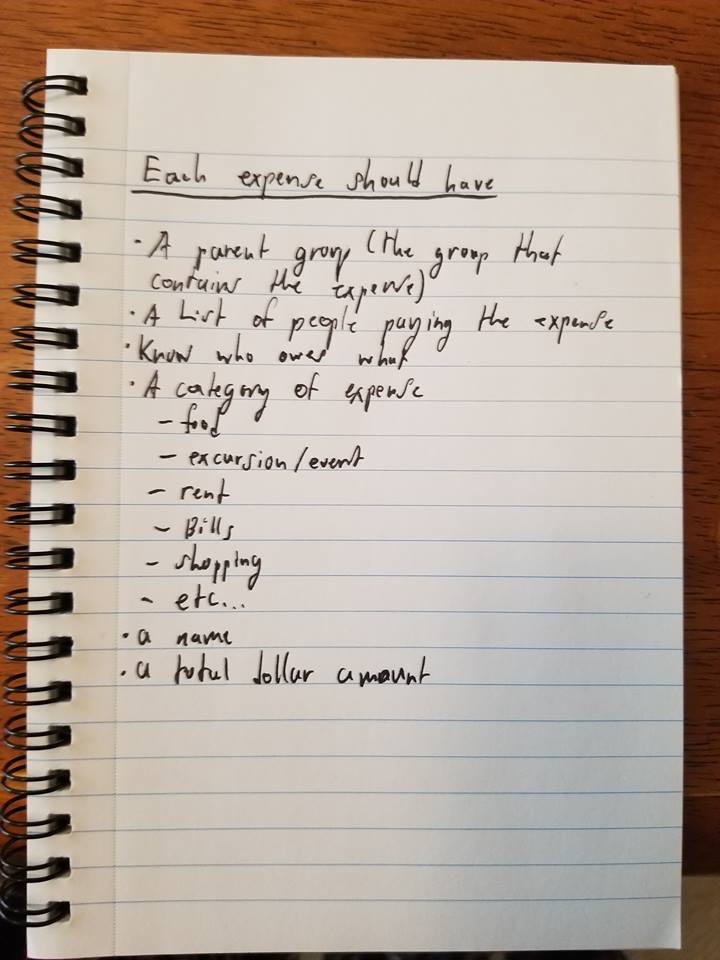 Each expense should have
· A parent group (the group that
contains the expense)
· A List of people paying the expense
· Know who owes what
· A category of expense
- food
- excursion/event
- rent
- Bills
- shopping
- etc...
· a name
· a total dollar amount